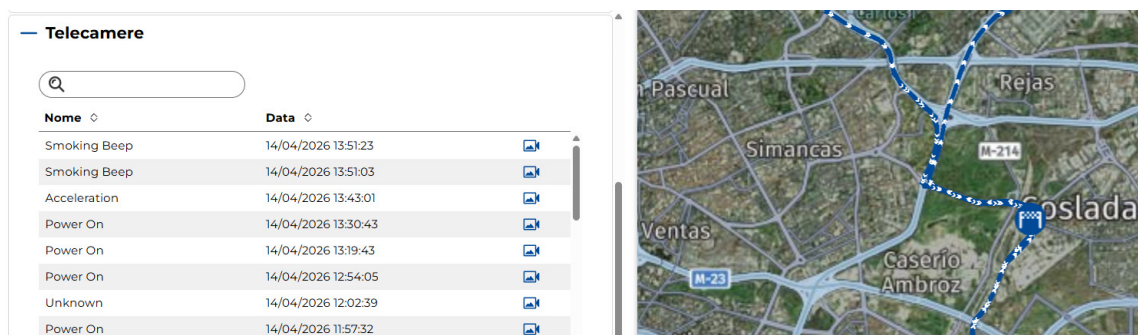 Telecamere
Nome Data
Smoking Beep 14/04/2026 13:51:23
Smoking Beep 14/04/2026 13:51:03
Acceleration 14/04/2026 13:43:01
Power On 14/04/2026 13:30:43
Power On 14/04/2026 13:19:43
Power On 14/04/2026 12:54:05
Unknown 14/04/2026 12:02:39
Power On 14/04/2026 11:57:32
Pascual
Rejas
Simancas
M-214
oslada
Ventas
Caserío
Ambroz
M-23